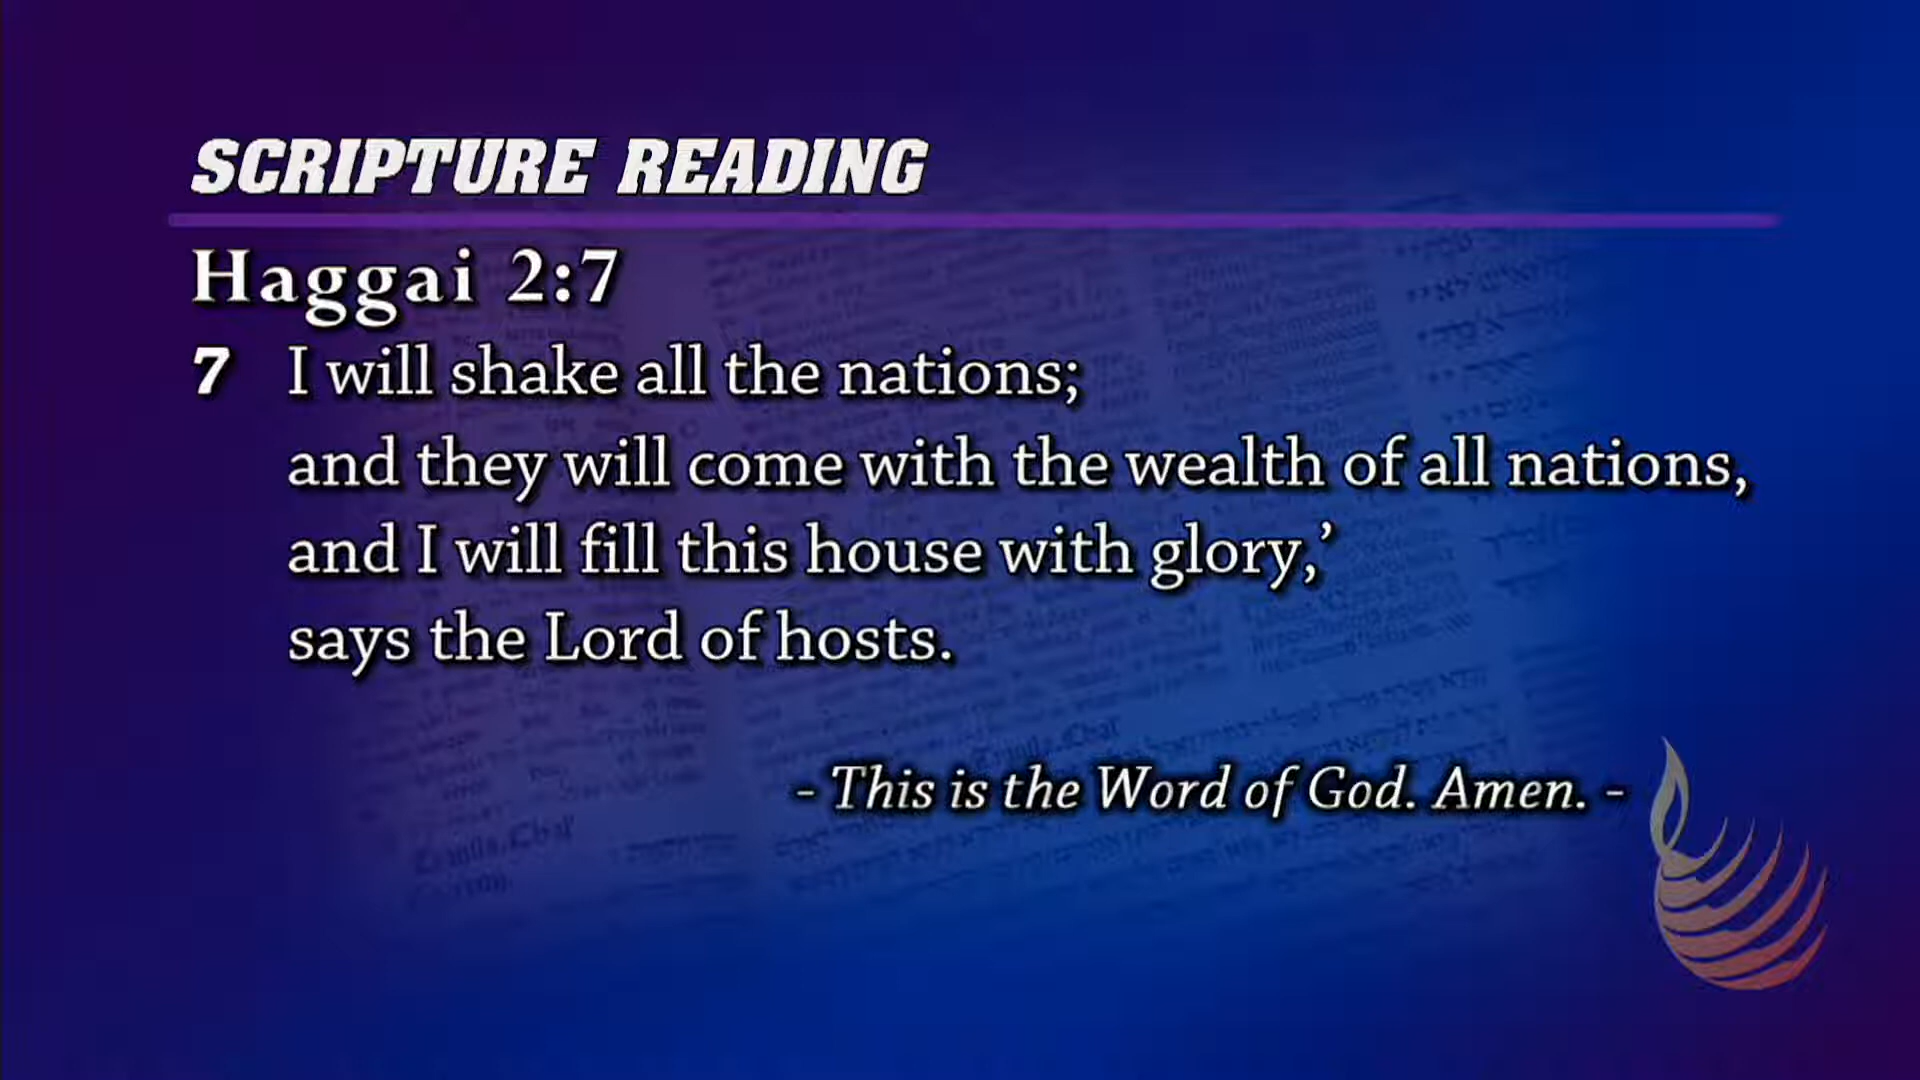 SCRIPTURE READING
Haggai 2:7
7 I will shake all the nations;
and they will come with the wealth of all nations,
and I will fill this house with glory,’
says the Lord of hosts.
- This is the Word of God. Amen. -